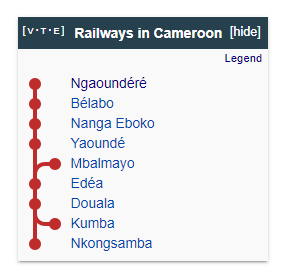 [V·T·E] Railways in Cameroon [hide]
Legend
Ngaoundéré
Bélabo
Nanga Eboko
Yaoundé
Mbalmayo
Edéa
Douala
Kumba
Nkongsamba